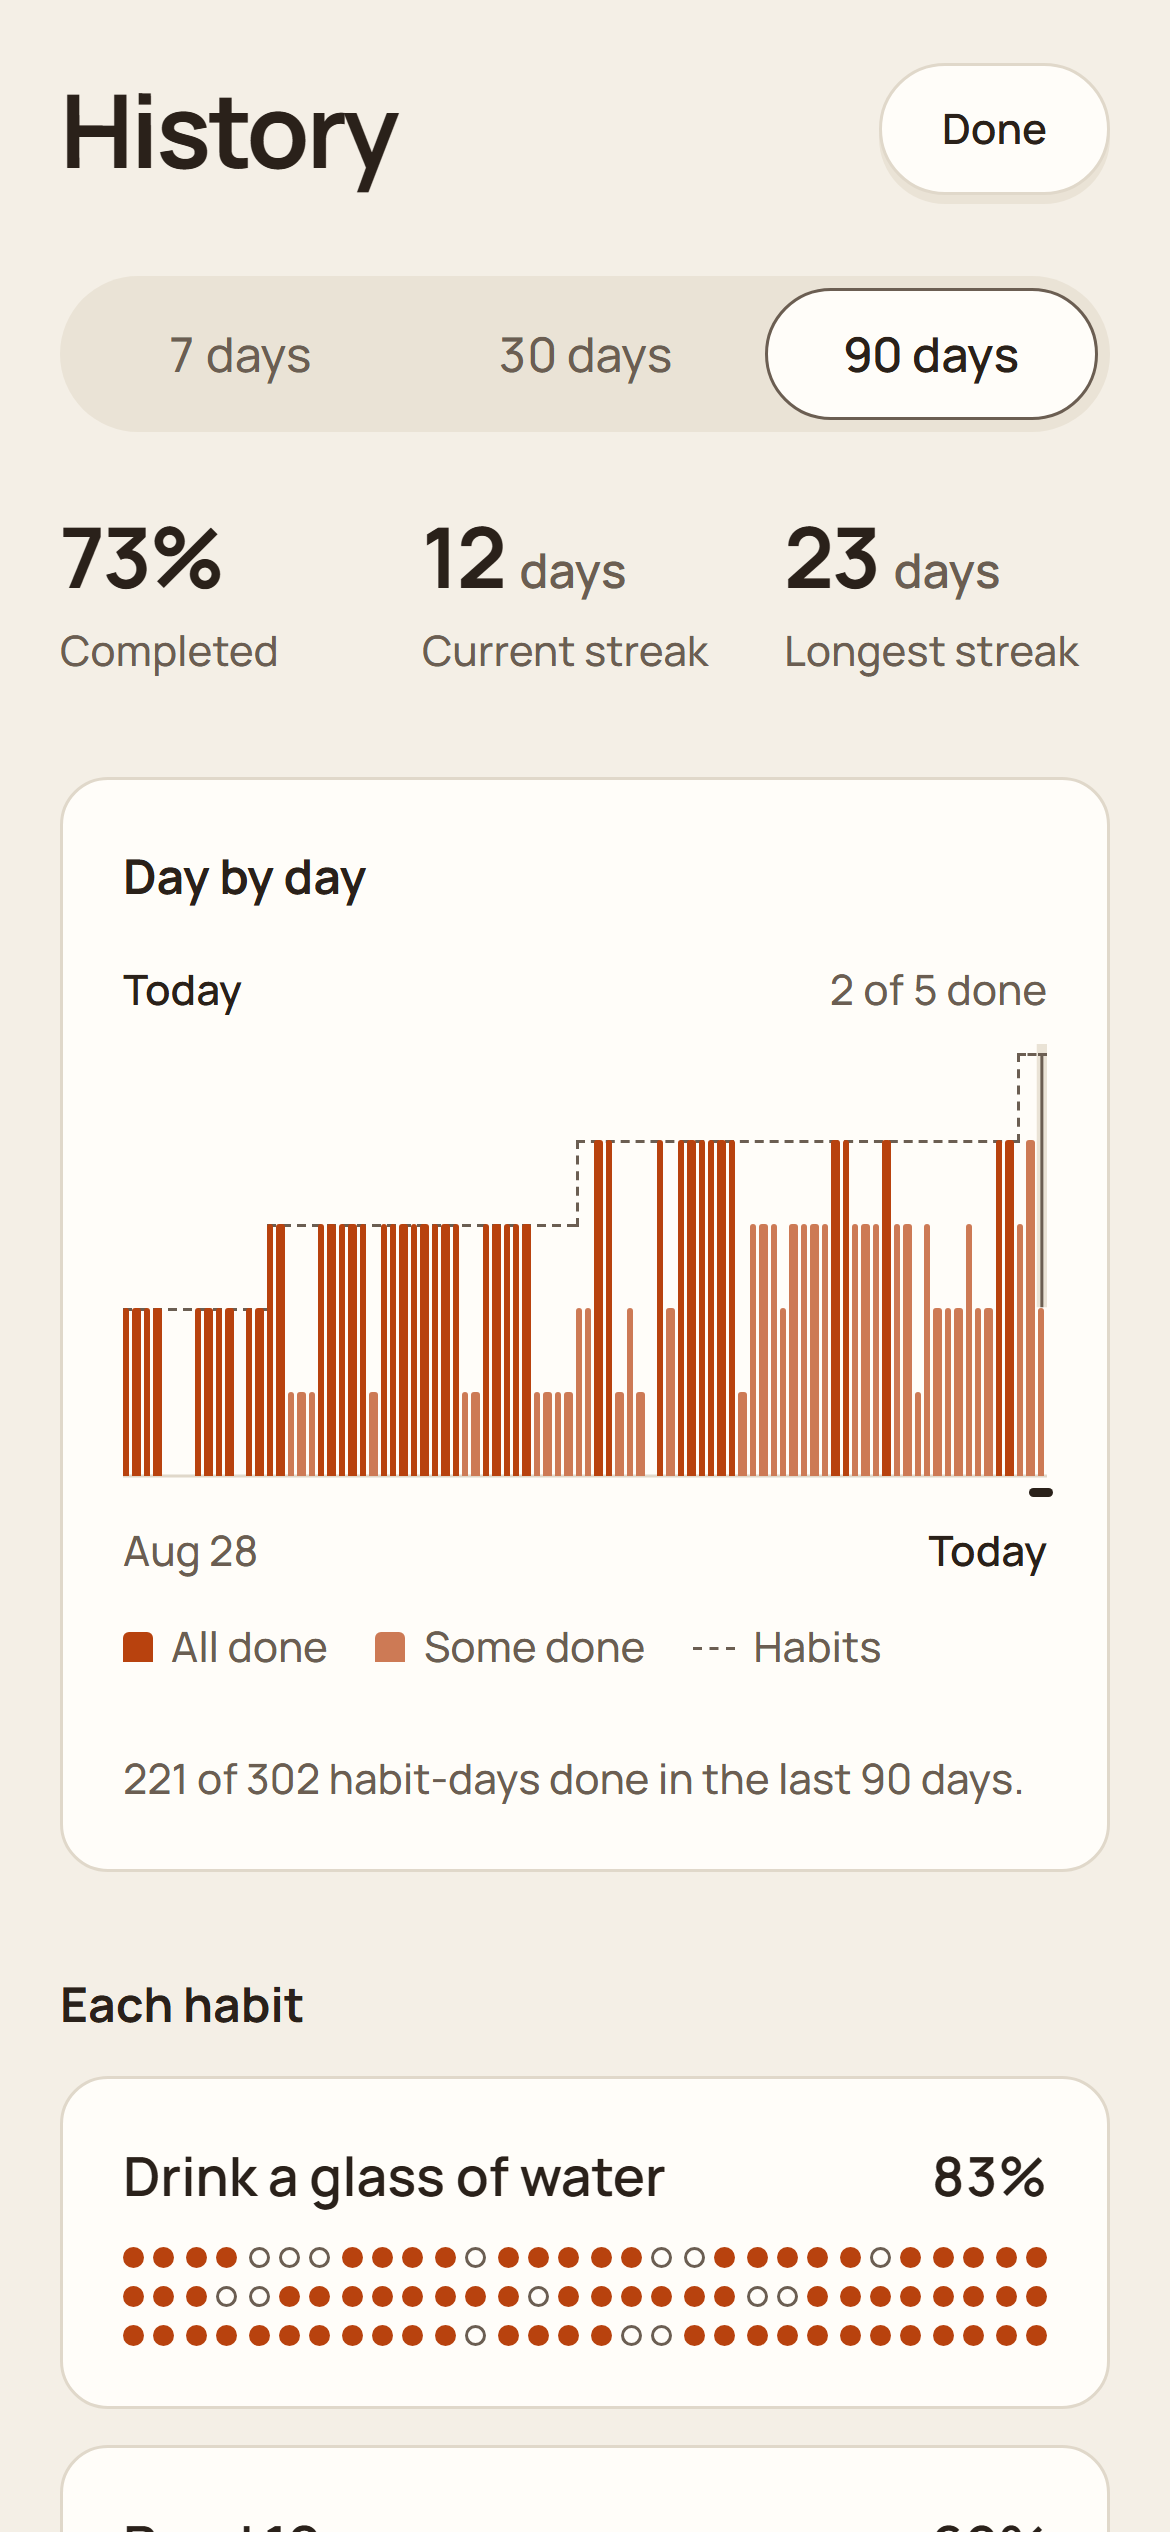 History
Done
7 days
30 days
90 days
73%
12 days
23 days
Completed
Current streak
Longest streak
Day by day
Today
2 of 5 done
Aug 28
Today
All done
Some done
Habits
221 of 302 habit-days done in the last 90 days.
Each habit
Drink a glass of water
83%